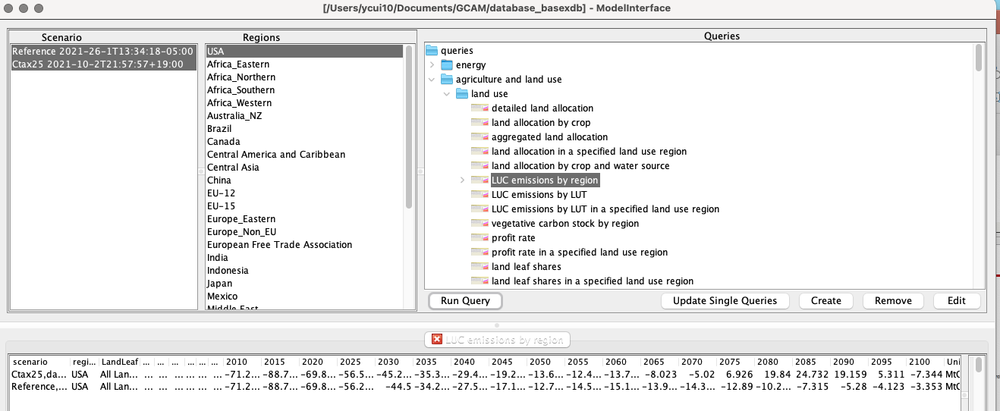 [/Users/ycui10/Documents/GCAM/database_basexdb] - ModelInterface
Scenario
Reference 2021-26-1T13:34:18-05:00
Ctax25 2021-10-2T21:57:57+19:00
Regions
USA
Africa_Eastern
Africa_Northern
Africa_Southern
Africa_Western
Australia_NZ
Brazil
Canada
Central America and Caribbean
Central Asia
China
EU-12
EU-15
Europe_Eastern
Europe_Non_EU
European Free Trade Association
India
Indonesia
Japan
Mexico
Middle East
Queries
queries
energy
agriculture and land use
land use
detailed land allocation
land allocation by crop
aggregated land allocation
land allocation in a specified land use region
land allocation by crop and water source
LUC emissions by region
LUC emissions by LUT
LUC emissions by LUT in a specified land use region
vegetative carbon stock by region
profit rate
profit rate in a specified land use region
land leaf shares
land leaf shares in a specified land use region
Run Query Update Single Queries Create Remove Edit
LUC emissions by region
scenario regi... LandLeaf ... ... ... ... ... ... 2010 2015 2020 2025 2030 2035 2040 2045 2050 2055 2060 2065 2070 2075 2080 2085 2090 2095 2100 Uni
Ctax25,da... USA All Lan... ... ... ... ... ... ... -71.2... -88.7... -69.8... -56.5... -45.2... -35.3... -29.4... -19.2... -13.6... -12.4... -13.7... -8.023 -5.02 6.926 19.84 24.732 19.159 5.311 -7.344 MtC
Reference,... USA All Lan... ... ... ... ... ... ... -71.2... -88.7... -69.8... -56.2... -44.5 -34.2... -27.5... -17.1... -12.7... -14.5... -15.1... -13.9... -14.3... -12.89 -10.2... -7.315 -5.28 -4.123 -3.353 MtC